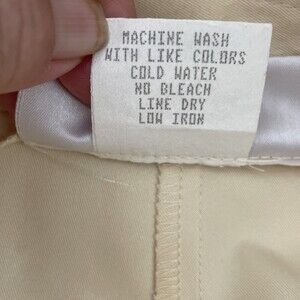 MACHINE WASH
WITH LIKE COLORS
COLD WATER
NO BLEACH
LINE DRY
LOW IRON